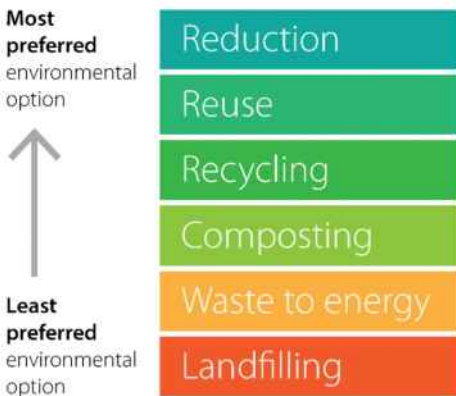 Most
preferred
environmental
option
Reduction
Reuse
Recycling
Composting
Waste to energy
Landfilling
Least
preferred
environmental
option